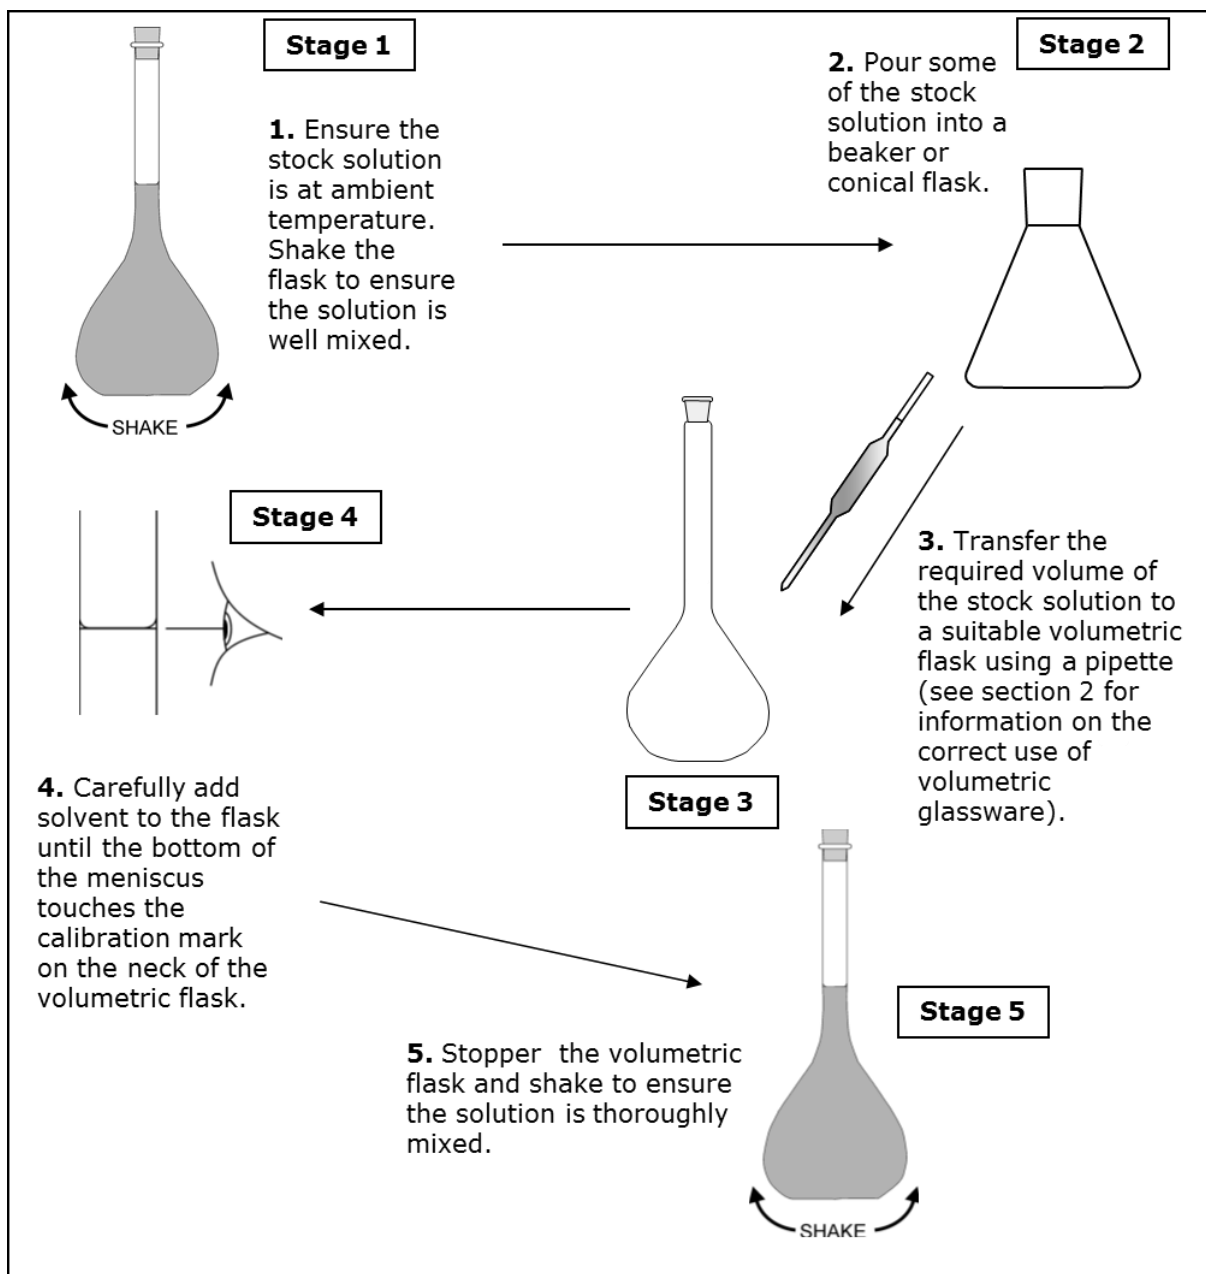 Stage 1
1. Ensure the
stock solution
is at ambient
temperature.
Shake the
flask to ensure
the solution is
well mixed.
SHAKE
Stage 2
2. Pour some
of the stock
solution into a
beaker or
conical flask.
3. Transfer the
required volume of
the stock solution to
a suitable volumetric
flask using a pipette
(see section 2 for
information on the
correct use of
volumetric
glassware).
Stage 3
Stage 4
4. Carefully add
solvent to the flask
until the bottom of
the meniscus
touches the
calibration mark
on the neck of the
volumetric flask.
Stage 5
5. Stopper  the volumetric
flask and shake to ensure
the solution is thoroughly
mixed.
SHAKE